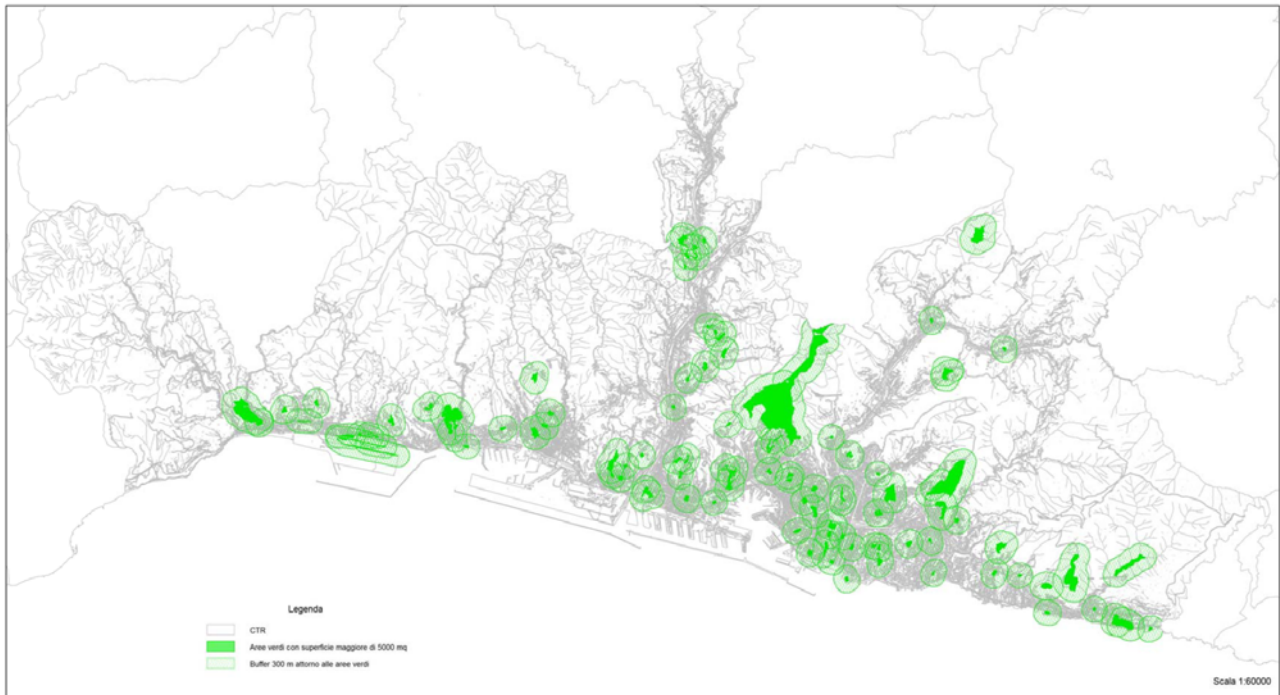 Legenda
CTR
Aree verdi con superficie maggiore di 5000 mq
Buffer 300 m attorno alle aree verdi
Scala 1:60000